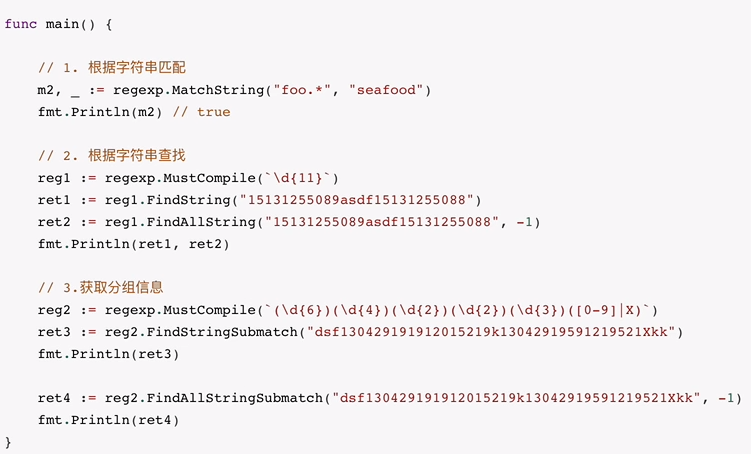 func main() {
// 1. 根据字符串匹配
m2, _ := regexp.MatchString("foo.*", "seafood")
fmt.Println(m2) // true
// 2. 根据字符串查找
reg1 := regexp.MustCompile(`\d{11}`)
ret1 := reg1.FindString("15131255089asdf15131255088")
ret2 := reg1.FindAllString("15131255089asdf15131255088", -1)
fmt.Println(ret1, ret2)
// 3.获取分组信息
reg2 := regexp.MustCompile(`(\d{6})(\d{4})(\d{2})(\d{2})(\d{3})([0-9]|X)`)
ret3 := reg2.FindStringSubmatch("dsf130429191912015219k13042919591219521Xkk")
fmt.Println(ret3)
ret4 := reg2.FindAllStringSubmatch("dsf130429191912015219k13042919591219521Xkk", -1)
fmt.Println(ret4)
}